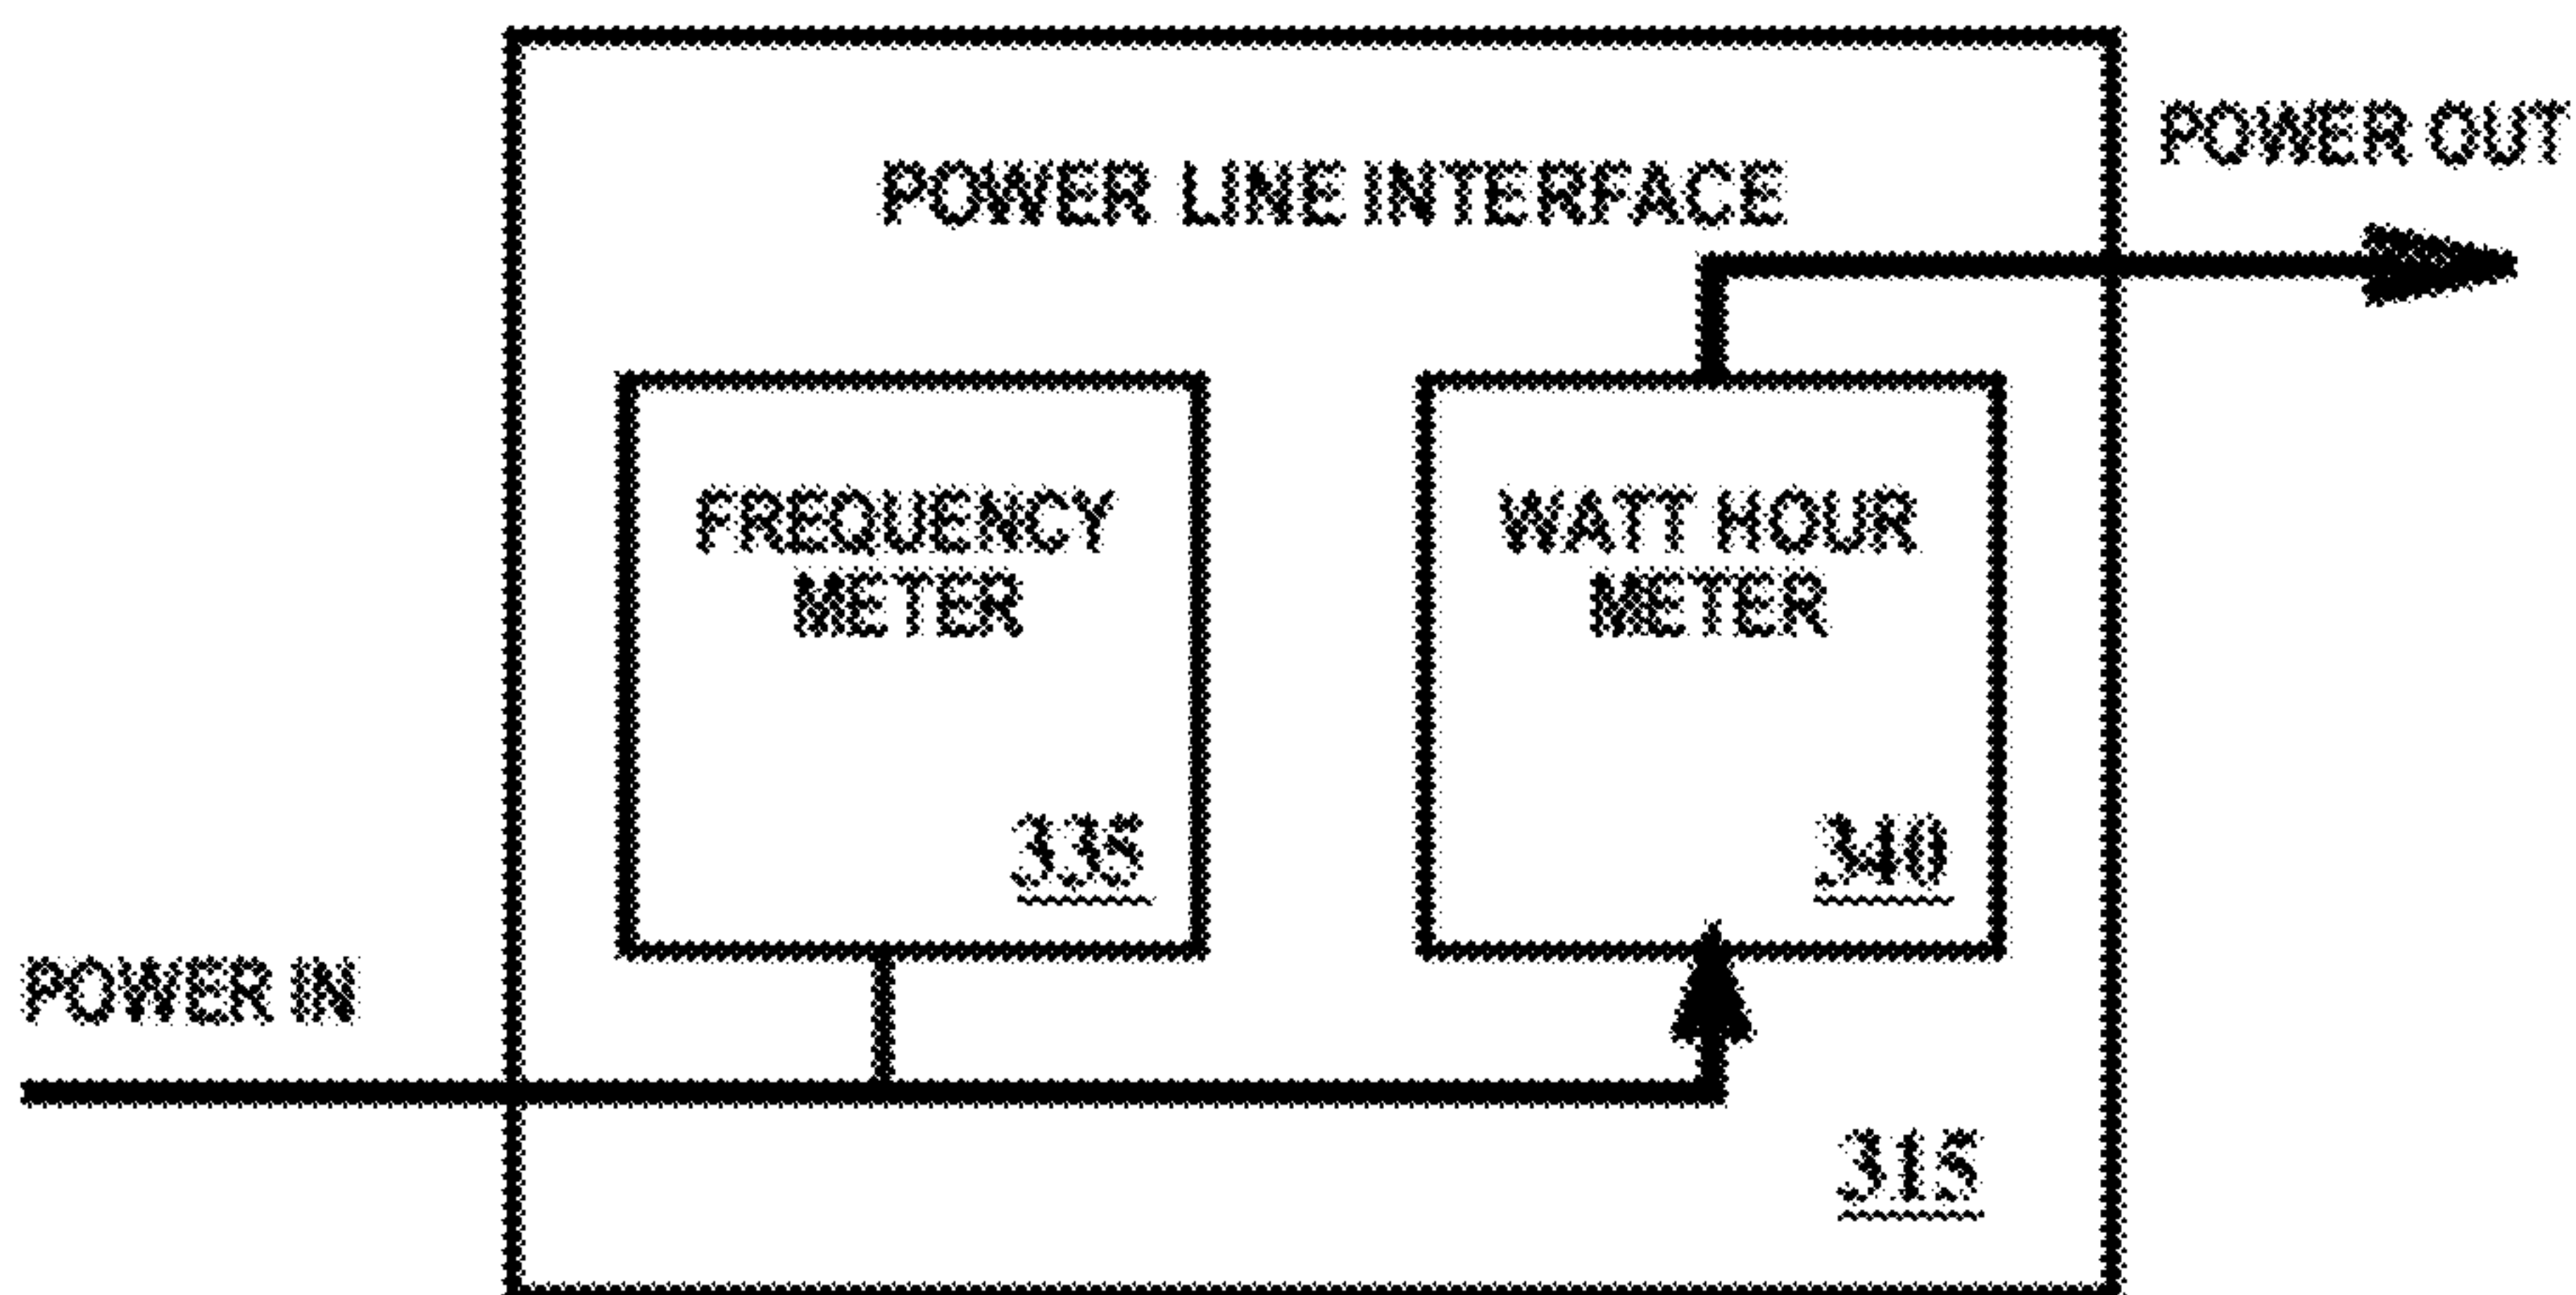 POWER OUT
POWER LINE INTERFACE
FREQUENCY
METER
335
WATT HOUR
METER
340
POWER IN
315